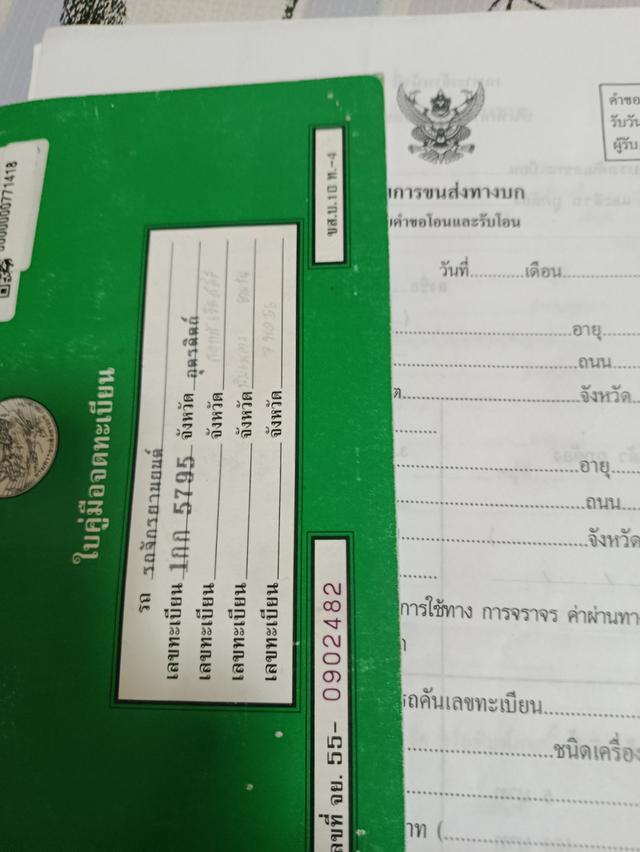 0000000771418
ใบคู่มือจดทะเบียน
รถ รถจักรยานยนต์
เลขทะเบียน 1กก 5795 จังหวัด อุตรดิตถ์
เลขทะเบียน จังหวัด
เลขทะเบียน จังหวัด
เลขทะเบียน จังหวัด
ขส.บ.10 ท.-4
ลขที่ จย. 55- 0902482
คำขอ
รับวัน
ผู้รับ
การขนส่งทางบก
คำขอโอนและรับโอน
วันที่............เดือน
อายุ
ถนน
จังหวัด
อายุ
ถนน
จังหวัด
การใช้ทาง การจราจร ค่าผ่านทา
รถคันเลขทะเบียน
ชนิดเครื่อง
าท (